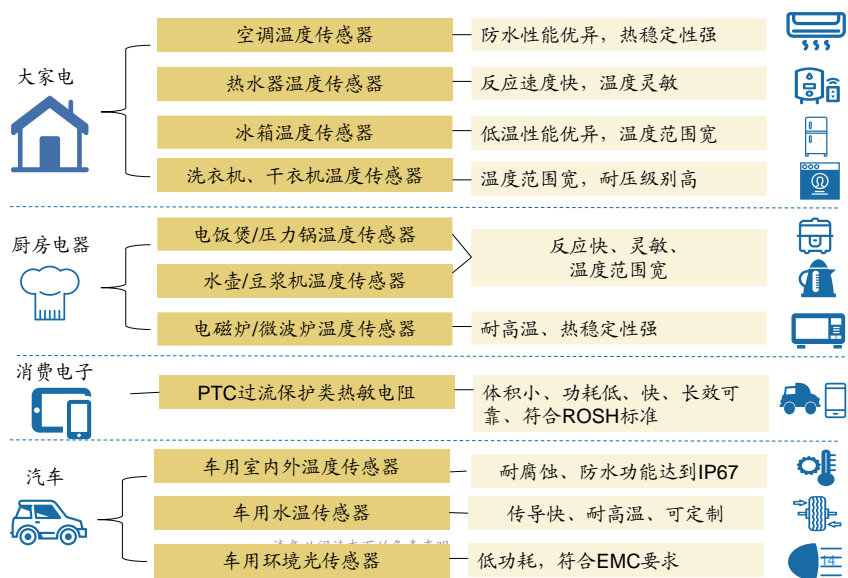 大家电
空调温度传感器
防水性能优异，热稳定性强
热水器温度传感器
反应速度快，温度灵敏
冰箱温度传感器
低温性能优异，温度范围宽
洗衣机、干衣机温度传感器
温度范围宽，耐压级别高
厨房电器
电饭煲/压力锅温度传感器
水壶/豆浆机温度传感器
反应快、灵敏、
温度范围宽
电磁炉/微波炉温度传感器
耐高温、热稳定性强
消费电子
PTC过流保护类热敏电阻
体积小、功耗低、快、长效可
靠、符合ROSH标准
汽车
车用室内外温度传感器
耐腐蚀、防水功能达到IP67
车用水温传感器
传导快、耐高温、可定制
车用环境光传感器
低功耗，符合EMC要求
14